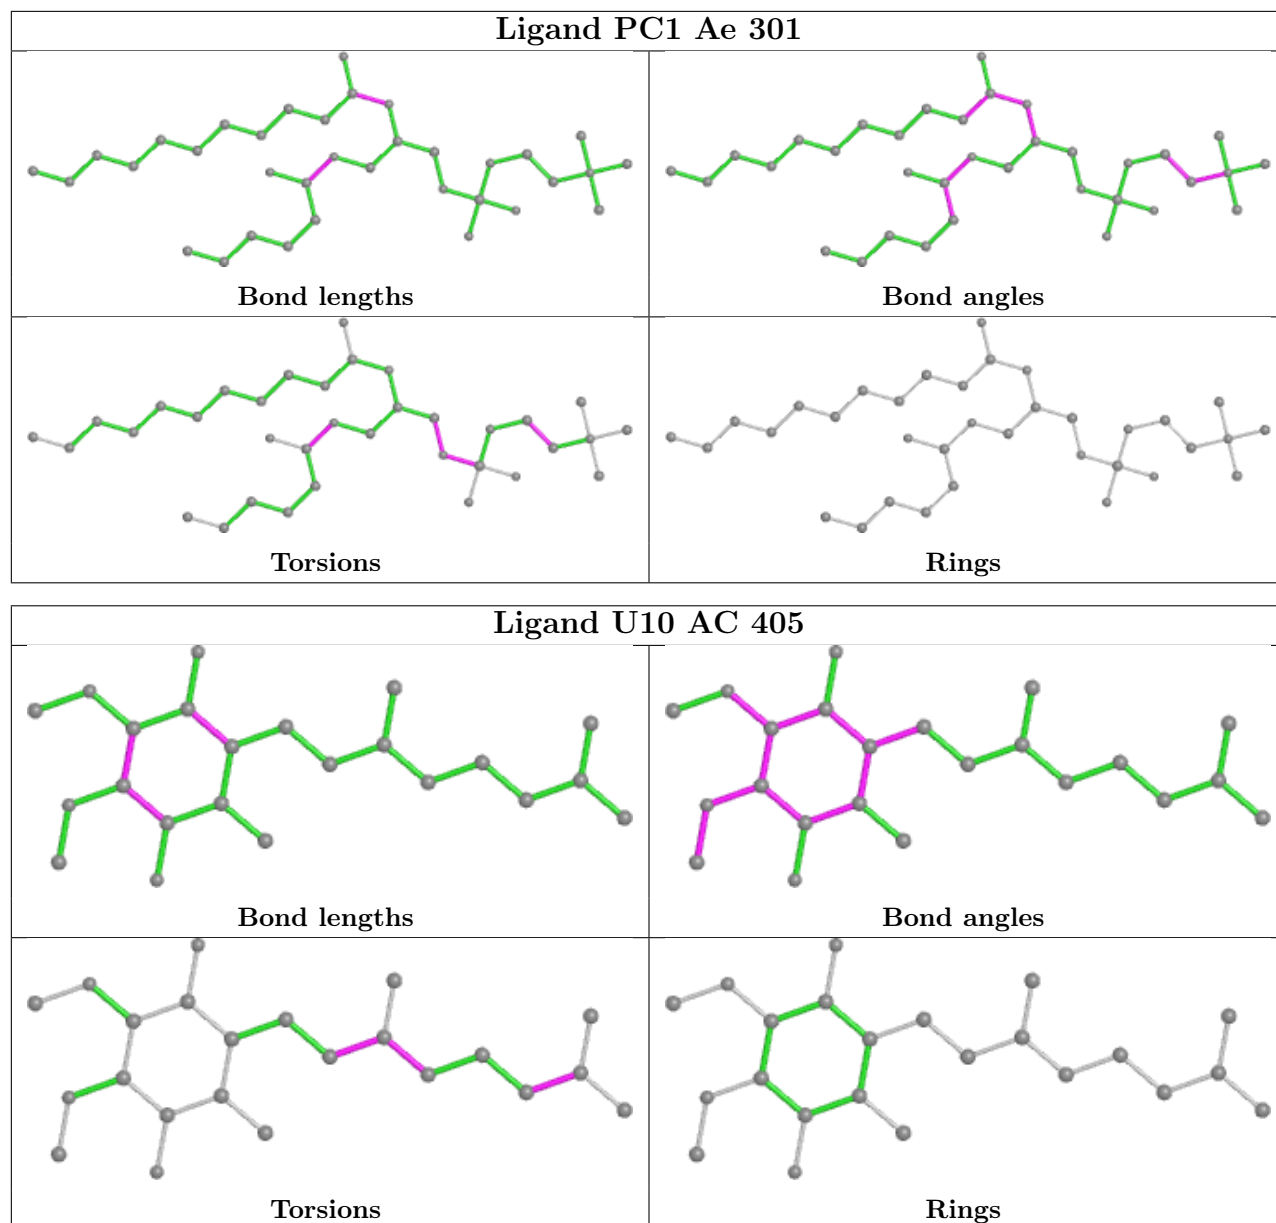 Ligand PC1 Ae 301
Bond lengths
Bond angles
Torsions
Rings
Ligand U10 AC 405
Bond lengths
Bond angles
Torsions
Rings